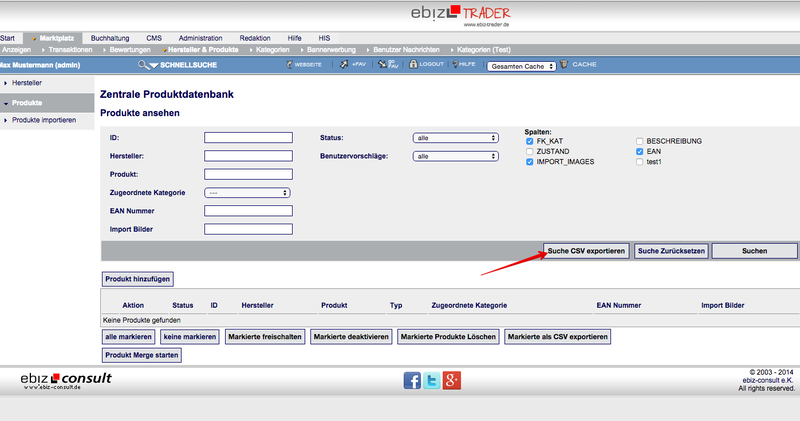 ebiz TRADER
www.ebiz-trader.de
Start Marktplatz Buchhaltung CMS Administration Redaktion Hilfe HIS
Anzeigen Transaktionen Bewertungen Hersteller & Produkte Kategorien Bannerwerbung Benutzer Nachrichten Kategorien (Test)
Max Mustermann (admin) SCHNELLSUCHE WEBSEITE +FAV FAV LOGOUT HILFE Gesamten Cache CACHE
Hersteller
Produkte
Produkte importieren
Zentrale Produktdatenbank
Produkte ansehen
ID: Status: alle Spalten:
FK_KAT BESCHREIBUNG
Hersteller: Benutzervorschläge: alle ZUSTAND EAN
IMPORT_IMAGES test1
Produkt:
Zugeordnete Kategorie ---
EAN Nummer
Import Bilder
Suche CSV exportieren Suche Zurücksetzen Suchen
Produkt hinzufügen
Aktion Status ID Hersteller Produkt Typ Zugeordnete Kategorie EAN Nummer Import Bilder
Keine Produkte gefunden
alle markieren keine markieren Markierte freischalten Markierte deaktivieren Markierte Produkte Löschen Markierte als CSV exportieren
Produkt Merge starten
ebiz consult
www.ebiz-consult.de
© 2003 - 2014
ebiz-consult e.K.
All rights reserved.